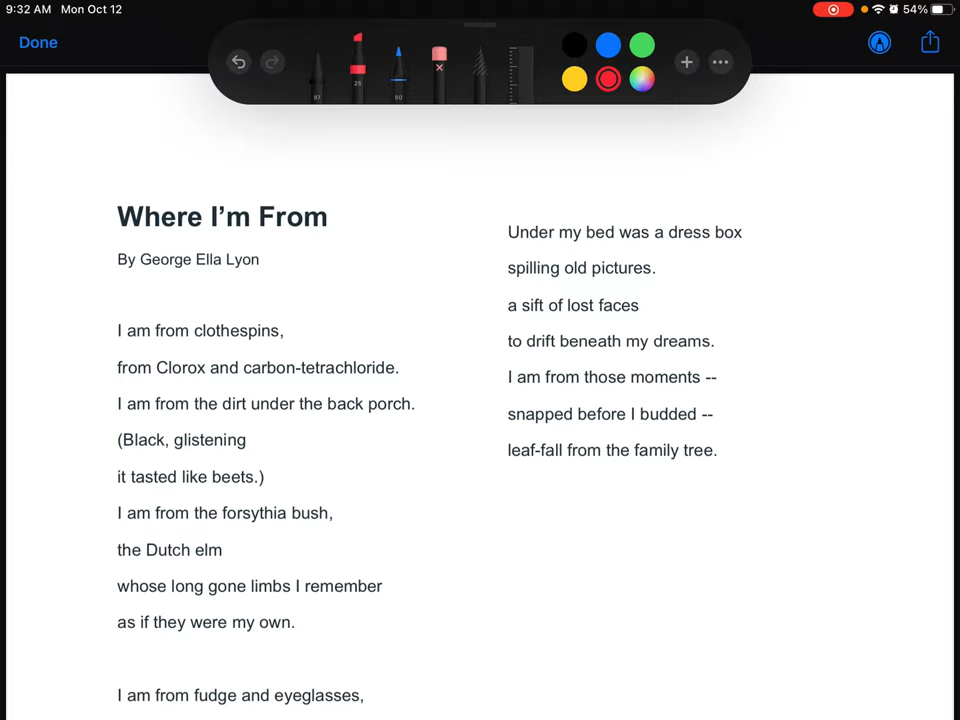 9:32 AM Mon Oct 12
54%
Done
97
25
50
Where I'm From
By George Ella Lyon
I am from clothespins,
from Clorox and carbon-tetrachloride.
I am from the dirt under the back porch.
(Black, glistening
it tasted like beets.)
I am from the forsythia bush,
the Dutch elm
whose long gone limbs I remember
as if they were my own.
I am from fudge and eyeglasses,
Under my bed was a dress box
spilling old pictures.
a sift of lost faces
to drift beneath my dreams.
I am from those moments --
snapped before I budded --
leaf-fall from the family tree.